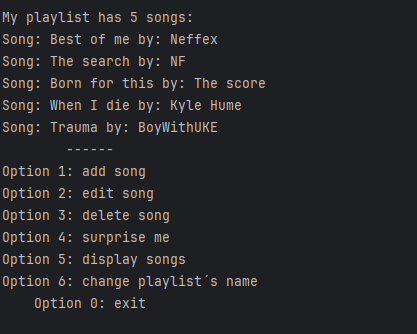 My playlist has 5 songs:
Song: Best of me by: Neffex
Song: The search by: NF
Song: Born for this by: The score
Song: When I die by: Kyle Hume
Song: Trauma by: BoyWithUKE
------
Option 1: add song
Option 2: edit song
Option 3: delete song
Option 4: surprise me
Option 5: display songs
Option 6: change playlist´s name
Option 0: exit